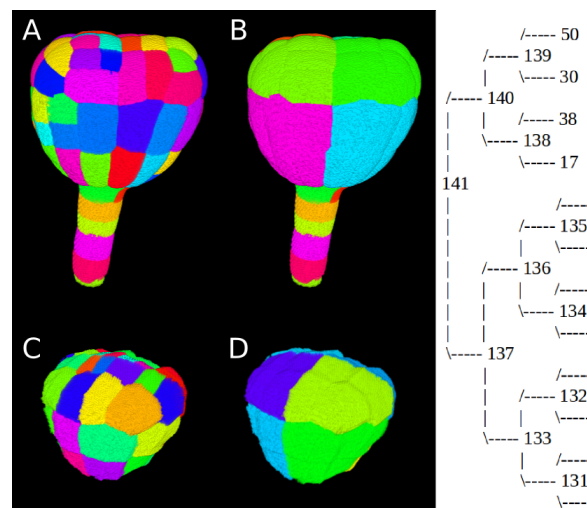 A B
C D
/----- 50
/----- 139
| \----- 30
/----- 140
| | /----- 38
| \----- 138
| \----- 17
141
| /-----
| /----- 135
| | \-----
| /----- 136
| | | /-----
| | \----- 134
| | \-----
\----- 137
| /-----
| /----- 132
| | \-----
\----- 133
| /-----
\----- 131
\-----